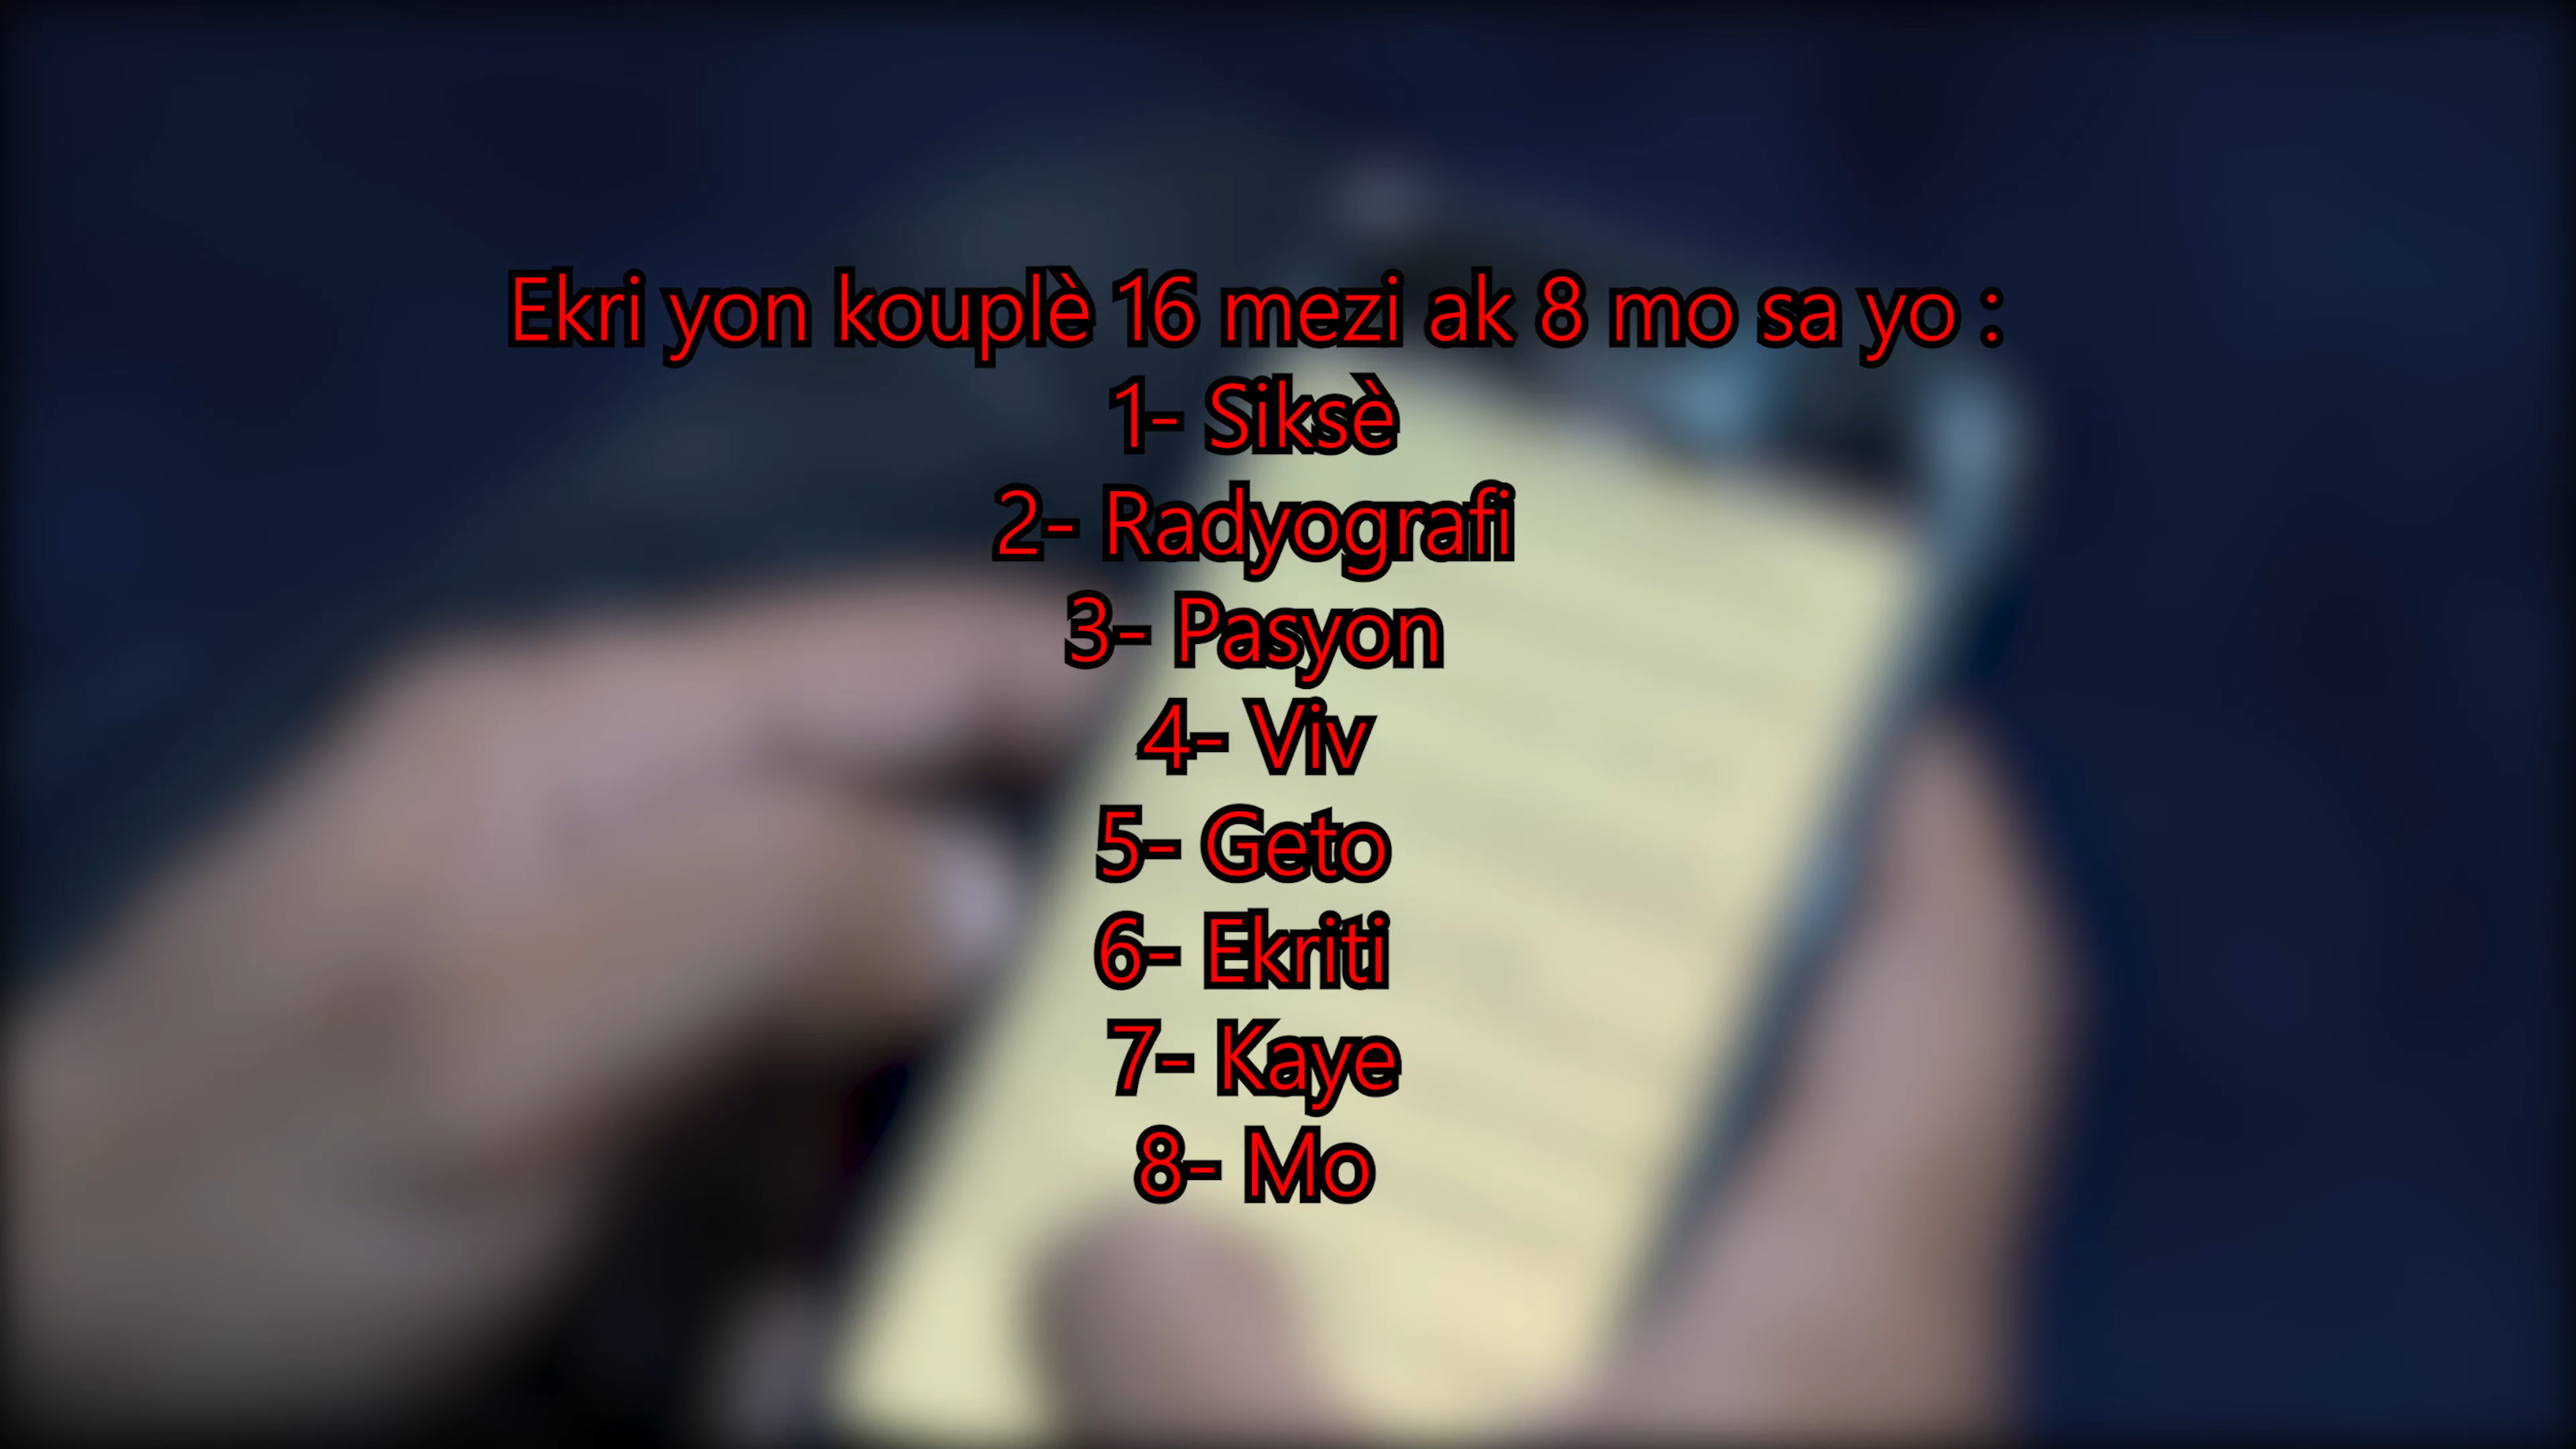 Ekri yon kouplè 16 mezi ak 8 mo sa yo :
1- Siksè
2- Radyografi
3- Pasyon
4- Viv
5- Geto
6- Ekriti
7- Kaye
8- Mo